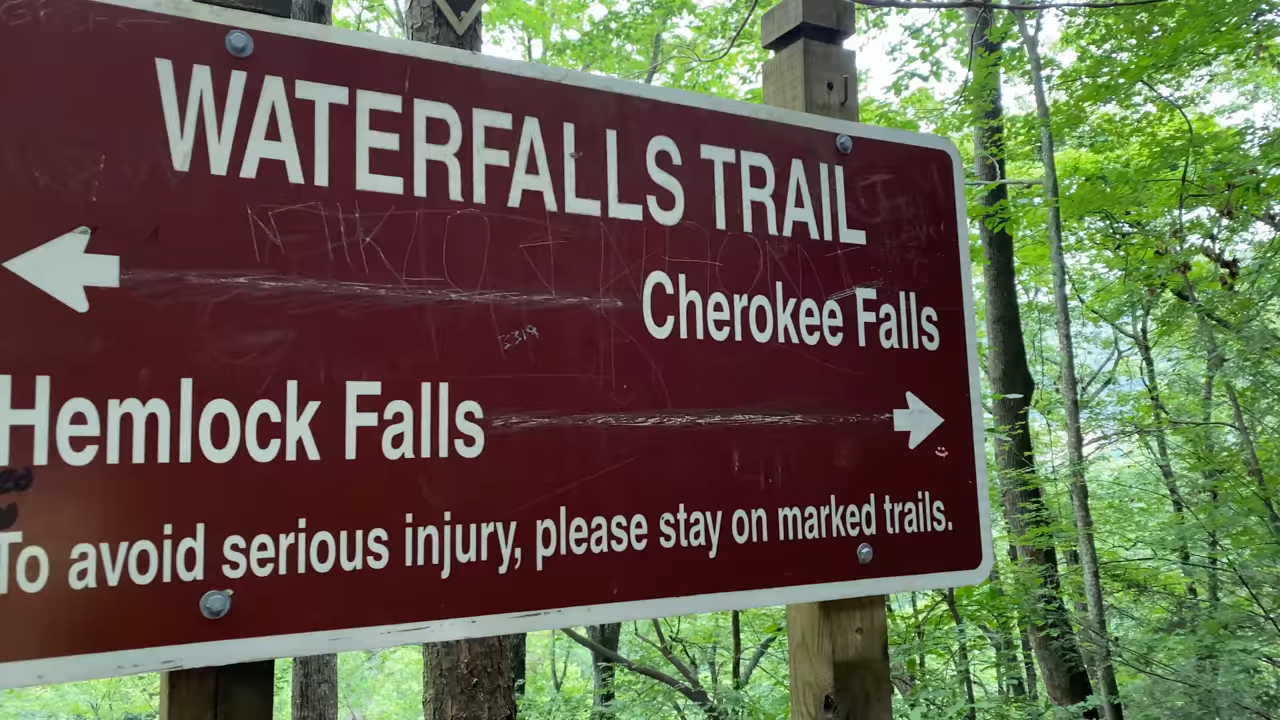 WATERFALLS TRAIL
Cherokee Falls
Hemlock Falls
To avoid serious injury, please stay on marked trails.